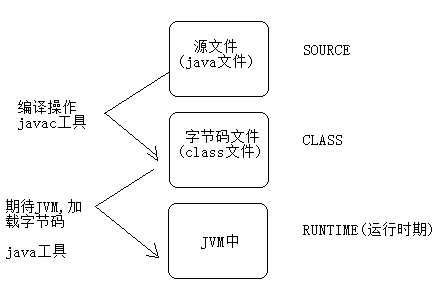 源文件
(java文件)
SOURCE
编译操作
javac工具
字节码文件
(class文件)
CLASS
期待JVM,加
载字节码
java工具
JVM中
RUNTIME(运行时期)